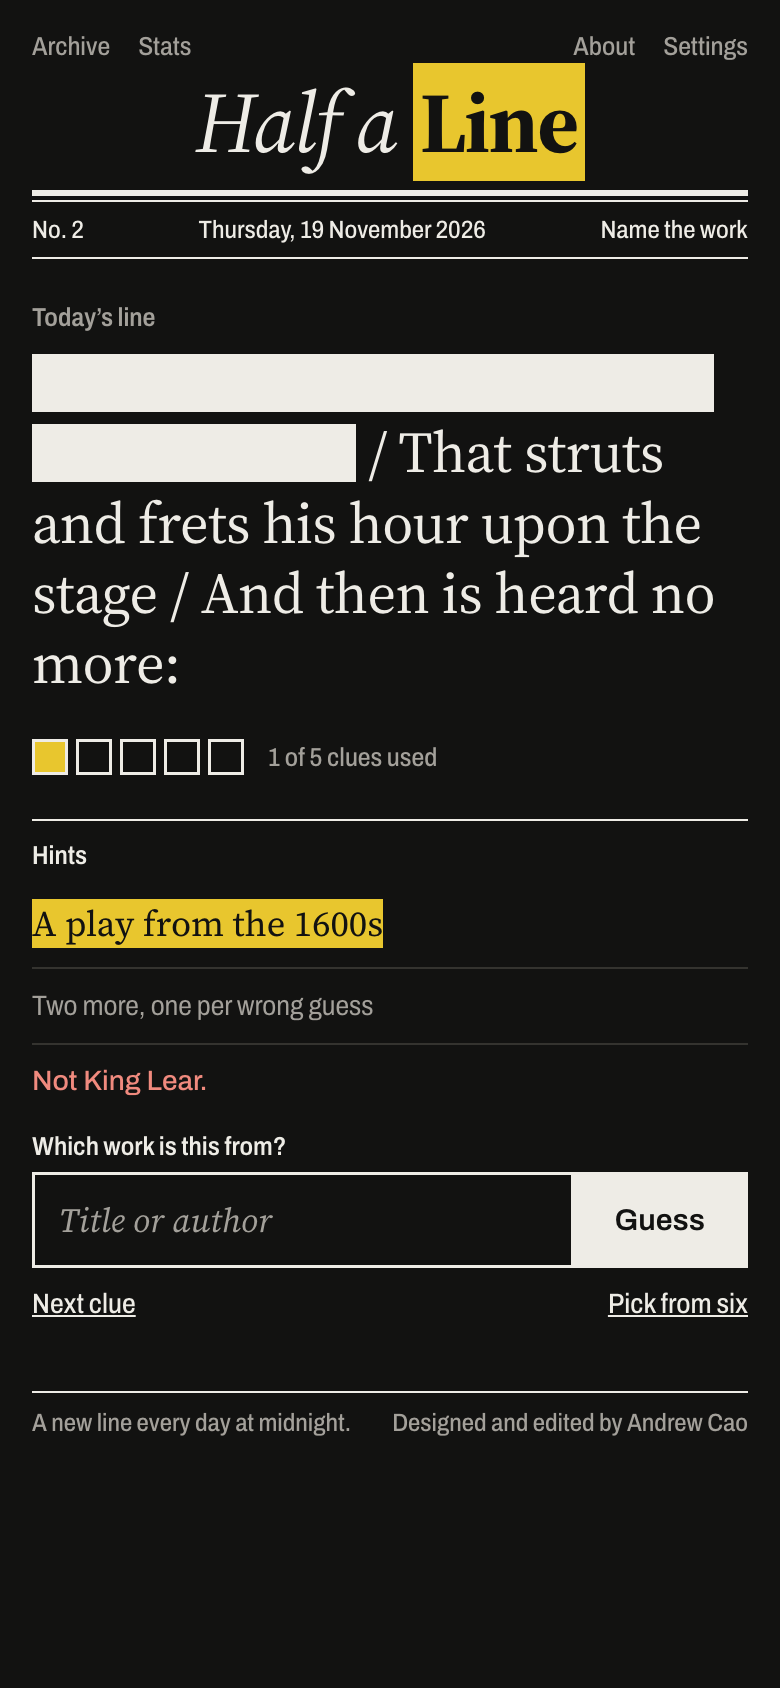 Archive Stats About Settings
Half a Line
No. 2 Thursday, 19 November 2026 Name the work
Today’s line
/ That struts
and frets his hour upon the
stage / And then is heard no
more:
1 of 5 clues used
Hints
A play from the 1600s
Two more, one per wrong guess
Not King Lear.
Which work is this from?
Title or author Guess
Next clue Pick from six
A new line every day at midnight. Designed and edited by Andrew Cao